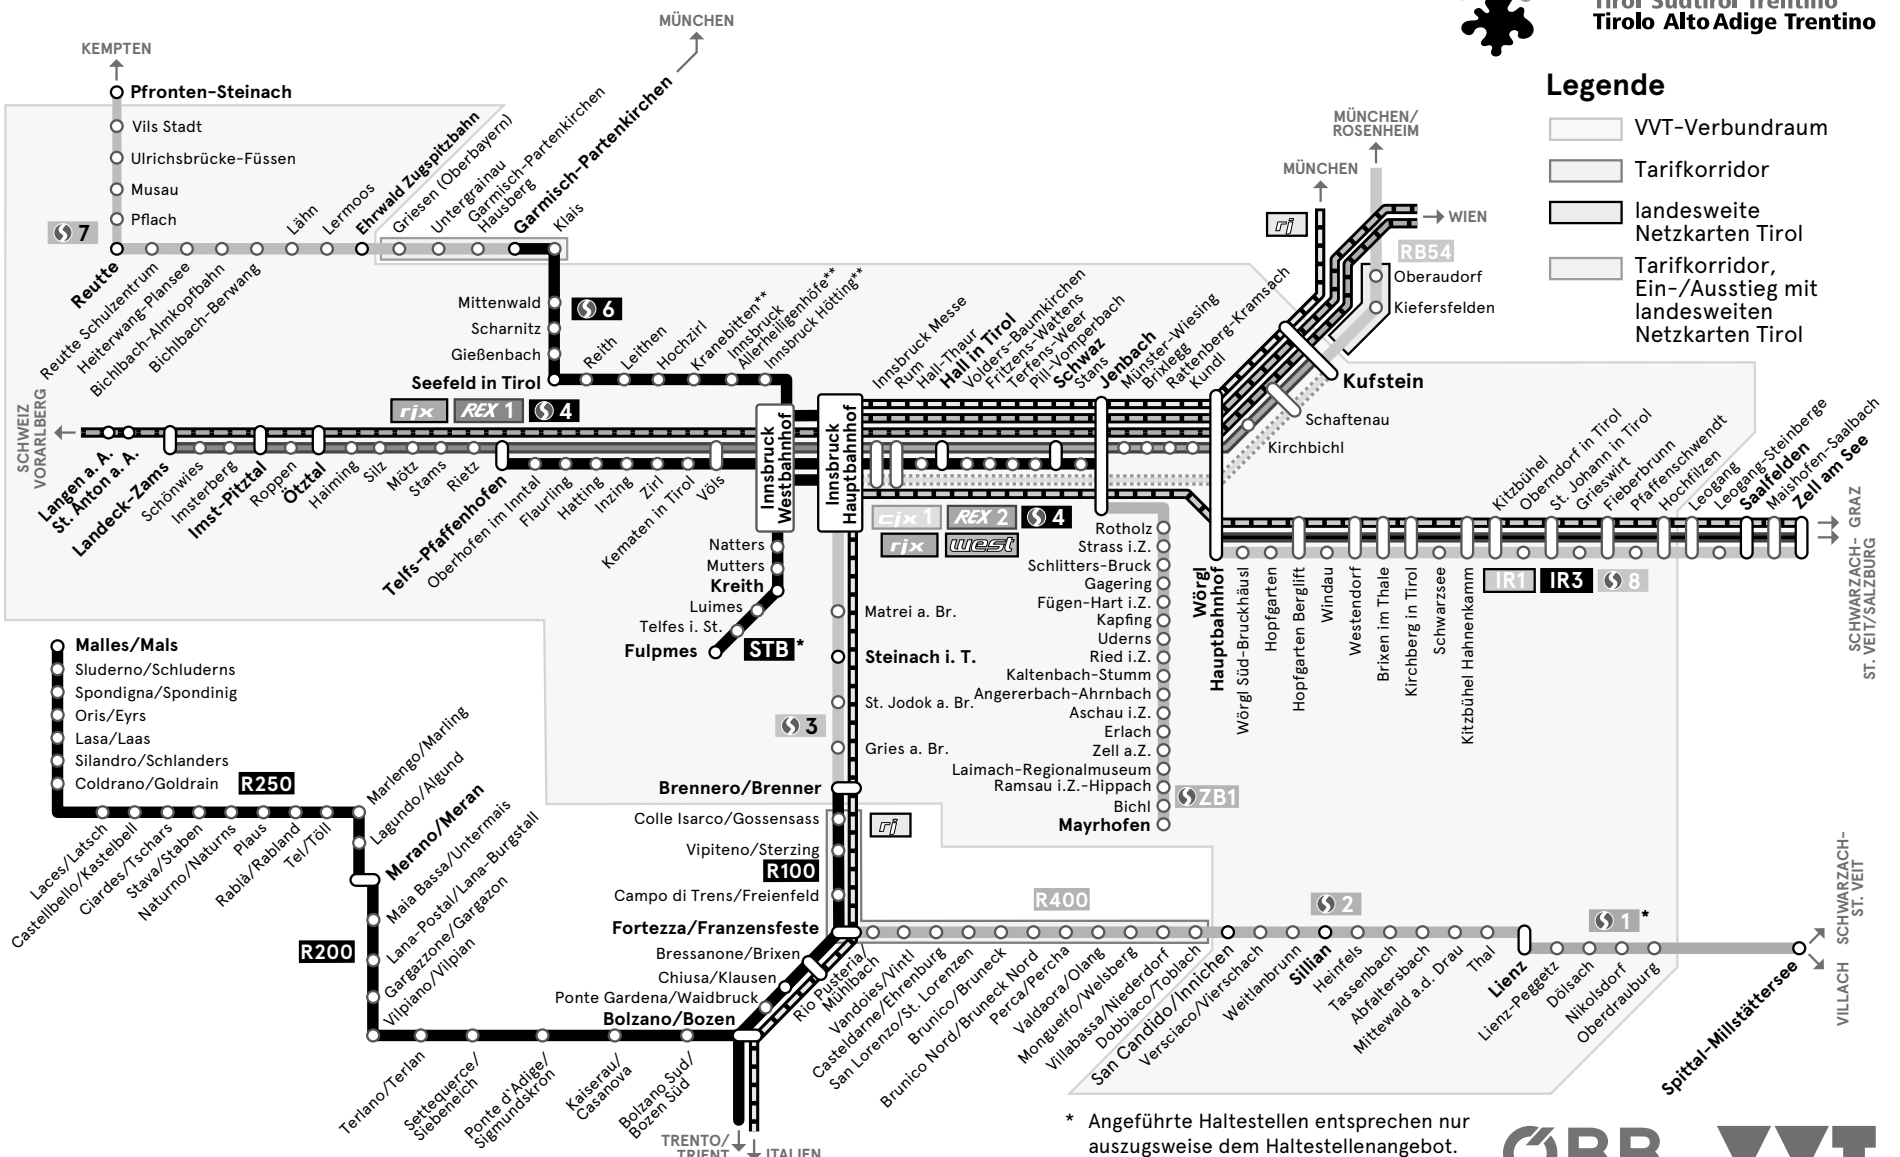 Tirol Südtirol Trentino
Tirolo Alto Adige Trentino
Legende
VVT-Verbundraum
Tarifkorridor
landesweite
Netzkarten Tirol
Tarifkorridor,
Ein-/Ausstieg mit
landesweiten
Netzkarten Tirol
KEMPTEN
MÜNCHEN
Pfronten-Steinach
Vils Stadt
Ulrichsbrücke-Füssen
Musau
Pflach
7
Reutte
Reutte Schulzentrum
Heiterwang-Plansee
Bichlbach-Almkopfbahn
Bichlbach-Berwang
Lähn
Lermoos
Ehrwald Zugspitzbahn
Griesen (Oberbayern)
Untergrainau
Garmisch-Partenkirchen
Hausberg
Garmisch-Partenkirchen
Klais
Mittenwald
6
Scharnitz
Gießenbach
Seefeld in Tirol
Reith
Leithen
Hochzirl
Kranebitten**
Innsbruck
Allerheiligenhöfe**
Innsbruck Hötting**
rjx
REX 1
4
SCHWEIZ
VORARLBERG
Langen a. A.
St. Anton a. A.
Landeck-Zams
Schönwies
Imsterberg
Imst-Pitztal
Roppen
Ötztal
Haiming
Silz
Mötz
Stams
Rietz
Telfs-Pfaffenhofen
Oberhofen im Inntal
Flaurling
Hatting
Inzing
Zirl
Kematen in Tirol
Völs
Innsbruck
Westbahnhof
Innsbruck
Hauptbahnhof
Innsbruck Messe
Rum
Hall-Thaur
Hall in Tirol
Volders-Baumkirchen
Fritzens-Wattens
Terfens-Weer
Pill-Vomperbach
Schwaz
Stans
Jenbach
Münster-Wiesing
Brixlegg
Rattenberg-Kramsach
Kundl
cjx 1
REX 2
4
rjx
west
MÜNCHEN
rj
MÜNCHEN/
ROSENHEIM
WIEN
RB54
Oberaudorf
Kiefersfelden
Kufstein
Schaftenau
Kirchbichl
Wörgl
Hauptbahnhof
Wörgl Süd-Bruckhäusl
Hopfgarten
Hopfgarten Berglift
Windau
Westendorf
Brixen im Thale
Kirchberg in Tirol
Schwarzsee
Kitzbühel Hahnenkamm
Kitzbühel
Oberndorf in Tirol
St. Johann in Tirol
Grieswirt
Fieberbrunn
Pfaffenschwendt
Hochfilzen
Leogang
Leogang-Steinberge
Saalfelden
Maishofen-Saalbach
Zell am See
IR1
IR3
8
GRAZ
SCHWARZACH-
ST. VEIT/SALZBURG
Natters
Mutters
Kreith
Luimes
Telfes i. St.
Fulpmes
STB *
Matrei a. Br.
Steinach i. T.
St. Jodok a. Br.
3
Gries a. Br.
Brennero/Brenner
Rotholz
Strass i.Z.
Schlitters-Bruck
Gagering
Fügen-Hart i.Z.
Kapfing
Uderns
Ried i.Z.
Kaltenbach-Stumm
Angererbach-Ahrnbach
Aschau i.Z.
Erlach
Zell a.Z.
Laimach-Regionalmuseum
Ramsau i.Z.-Hippach
Bichl
Mayrhofen
ZB1
Malles/Mals
Sluderno/Schluderns
Spondigna/Spondinig
Oris/Eyrs
Lasa/Laas
Silandro/Schlanders
Coldrano/Goldrain
R250
Laces/Latsch
Castelbello/Kastelbell
Ciardes/Tschars
Stava/Staben
Naturno/Naturns
Plaus
Rablà/Rabland
Tel/Töll
Marlengo/Marling
Lagundo/Algund
Merano/Meran
Maia Bassa/Untermais
Lana-Postal/Lana-Burgstall
Gargazzone/Gargazon
Vilpiano/Vilpian
R200
Terlano/Terlan
Settequerce/
Siebeneich
Ponte d`Adige/
Sigmundskron
Kaiserau/
Casanova
Bolzano Sud/
Bozen Süd
Colle Isarco/Gossensass
rj
Vipiteno/Sterzing
R100
Campo di Trens/Freienfeld
Fortezza/Franzensfeste
Bressanone/Brixen
Chiusa/Klausen
Ponte Gardena/Waidbruck
Bolzano/Bozen
TRENTO/
TRIENT
ITALIEN
R400
Rio Pusteria/
Mühlbach
Vandoies/Vintl
Casteldarne/Ehrenburg
San Lorenzo/St. Lorenzen
Brunico/Bruneck
Brunico Nord/Bruneck Nord
Perca/Percha
Valdaora/Olang
Monguelfo/Welsberg
Villabassa/Niederdorf
Dobbiaco/Toblach
San Candido/Innichen
Versciaco/Vierschach
Weitlanbrunn
2
Sillian
Heinfels
Tassenbach
Abfaltersbach
Mittewald a.d. Drau
Thal
Lienz
1 *
Lienz-Peggetz
Dölsach
Nikolsdorf
Oberdrauburg
Spittal-Millstättersee
SCHWARZACH-
ST. VEIT
VILLACH
* Angeführte Haltestellen entsprechen nur
auszugsweise dem Haltestellenangebot.
ÖBB
VVT